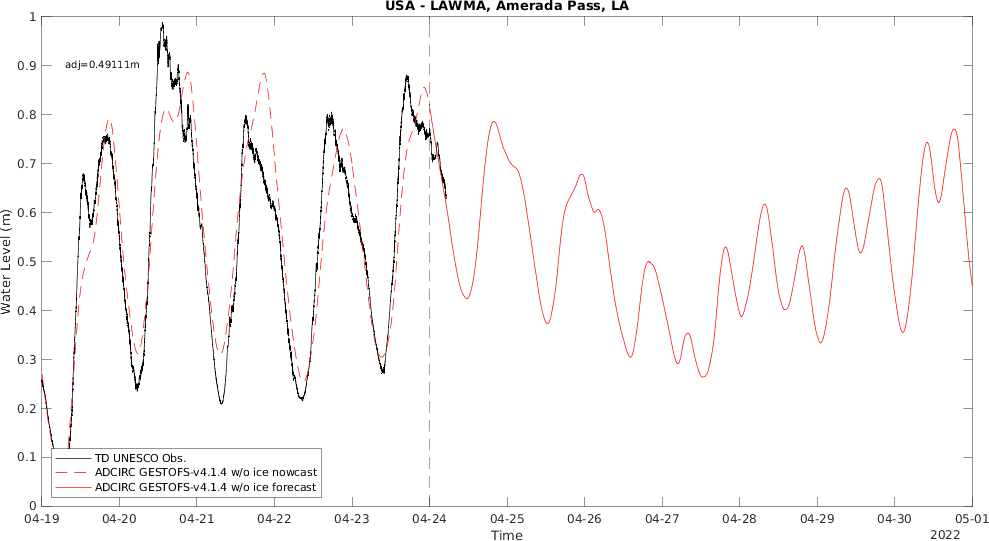 USA - LAWMA, Amerada Pass, LA
1
adj=0.49111m
0.9
0.8
0.7
0.6
0.5
0.4
0.3
0.2
0.1
0
Water Level (m)
TD UNESCO Obs.
ADCIRC GESTOFS-v4.1.4 w/o ice nowcast
ADCIRC GESTOFS-v4.1.4 w/o ice forecast
04-19 04-20 04-21 04-22 04-23 04-24 04-25 04-26 04-27 04-28 04-29 04-30 05-01
Time
2022